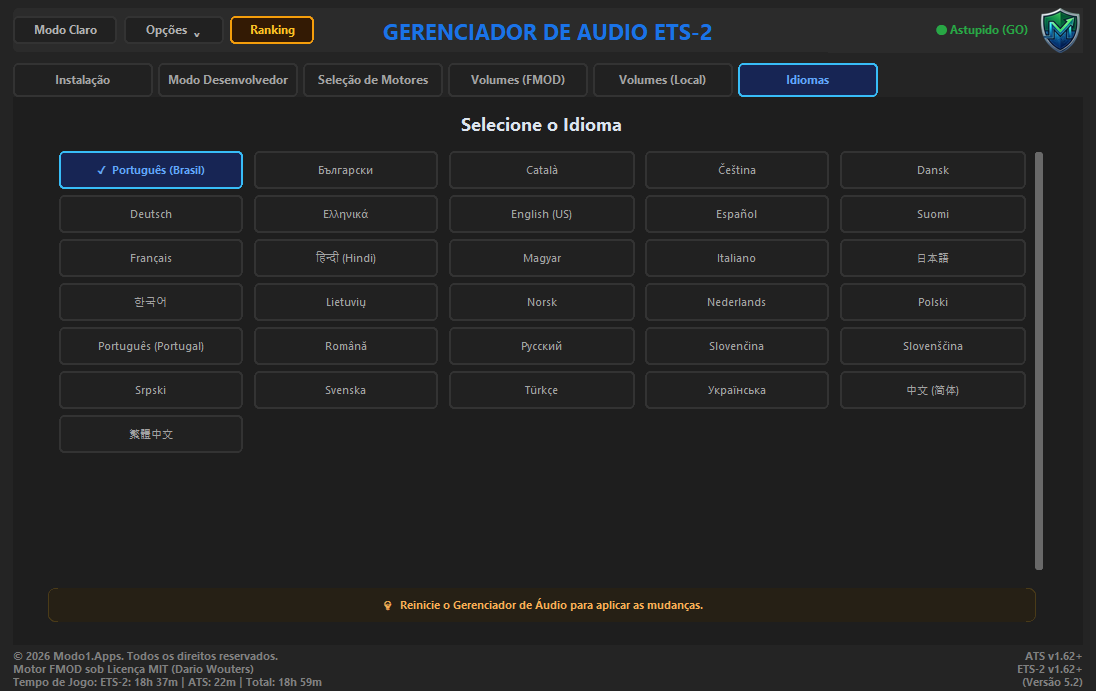 Modo Claro
Opções
Ranking
GERENCIADOR DE AUDIO ETS-2
Astupido (GO)
Instalação
Modo Desenvolvedor
Seleção de Motores
Volumes (FMOD)
Volumes (Local)
Idiomas
Selecione o Idioma
✓ Português (Brasil)
Български
Català
Čeština
Dansk
Deutsch
Ελληνικά
English (US)
Español
Suomi
Français
हिन्दी (Hindi)
Magyar
Italiano
日本語
한국어
Lietuvių
Norsk
Nederlands
Polski
Português (Portugal)
Română
Русский
Slovenčina
Slovenščina
Srpski
Svenska
Türkçe
Українська
中文 (简体)
繁體中文
Reinicie o Gerenciador de Áudio para aplicar as mudanças.
© 2026 Modo1.Apps. Todos os direitos reservados.
Motor FMOD sob Licença MIT (Dario Wouters)
Tempo de Jogo: ETS-2: 18h 37m | ATS: 22m | Total: 18h 59m
ATS v1.62+
ETS-2 v1.62+
(Versão 5.2)